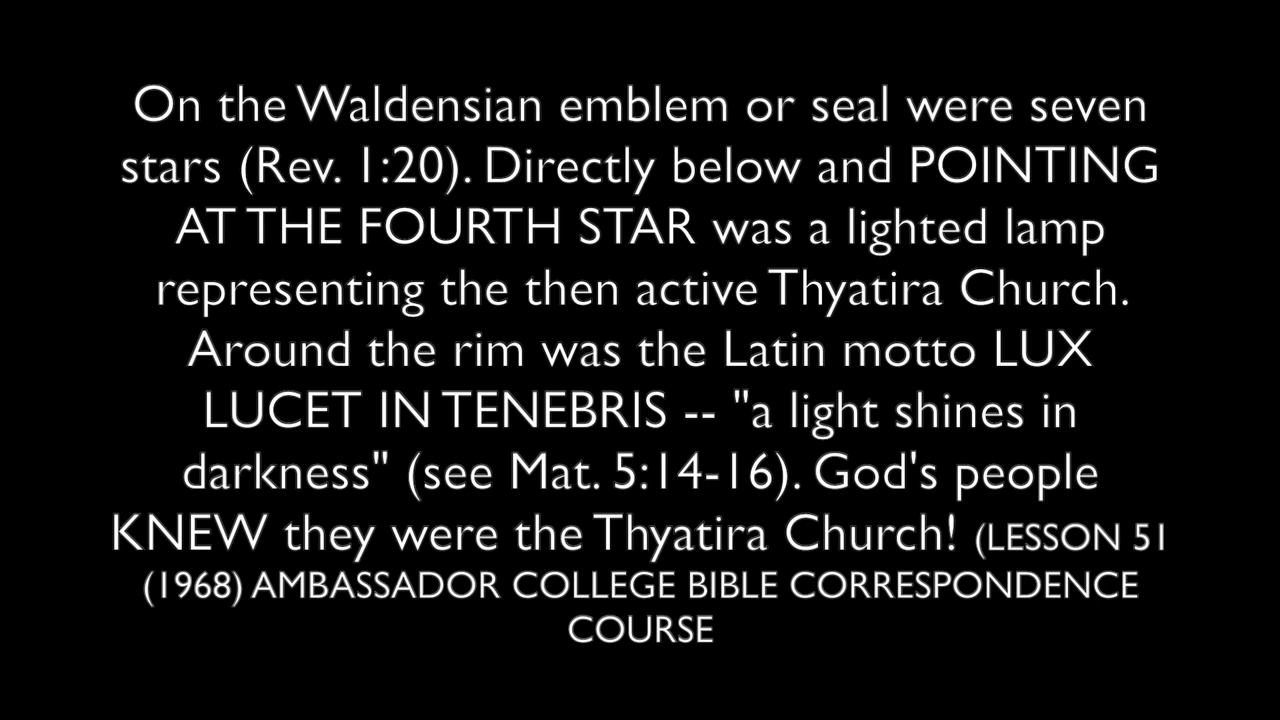 On the Waldensian emblem or seal were seven
stars (Rev. 1:20). Directly below and POINTING
AT THE FOURTH STAR was a lighted lamp
representing the then active Thyatira Church.
Around the rim was the Latin motto LUX
LUCET IN TENEBRIS -- "a light shines in
darkness" (see Mat. 5:14-16). God's people
KNEW they were the Thyatira Church! (LESSON 51
(1968) AMBASSADOR COLLEGE BIBLE CORRESPONDENCE
COURSE